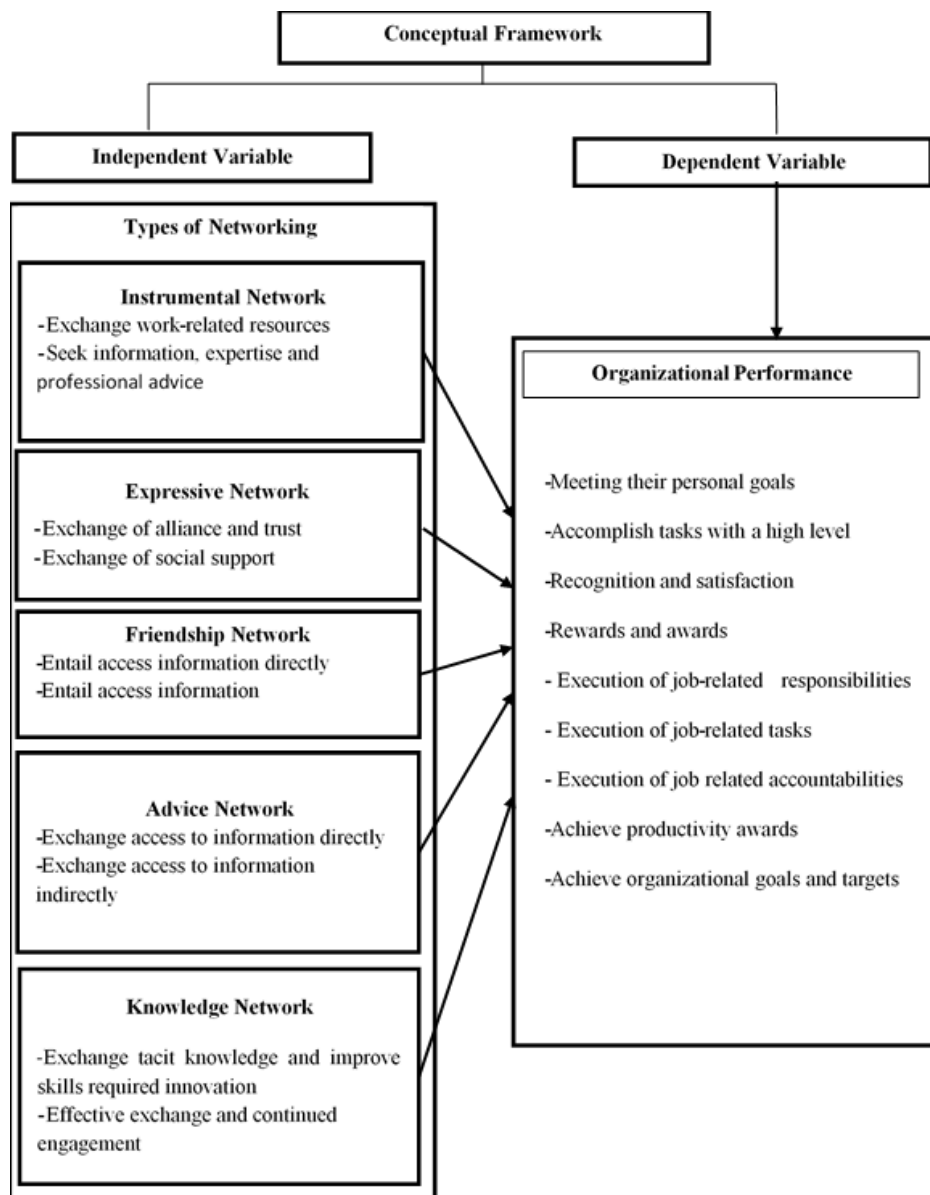 Conceptual Framework
Independent Variable
Dependent Variable
Types of Networking
Instrumental Network
-Exchange work-related resources
-Seek information, expertise and
professional advice
Expressive Network
-Exchange of alliance and trust
-Exchange of social support
Friendship Network
-Entail access information directly
-Entail access information
Advice Network
-Exchange access to information directly
-Exchange access to information
indirectly
Knowledge Network
-Exchange tacit knowledge and improve
skills required innovation
-Effective exchange and continued
engagement
Organizational Performance
-Meeting their personal goals
-Accomplish tasks with a high level
-Recognition and satisfaction
-Rewards and awards
- Execution of job-related responsibilities
- Execution of job-related tasks
- Execution of job related accountabilities
-Achieve productivity awards
-Achieve organizational goals and targets